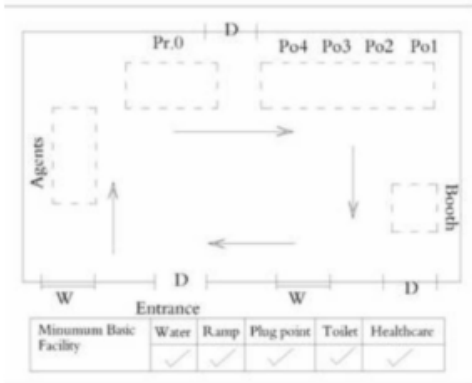 D
Pr.0
Po4 Po3 Po2 Po1
Agents
Booth
W
D
W
D
Entrance
Minumum Basic Facility
Water
Ramp
Plug point
Toilet
Healthcare